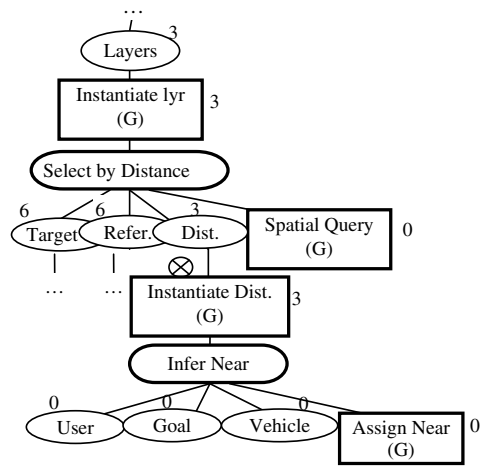 ...
3
Layers
Instantiate lyr
(G)
3
Select by Distance
6
6
3
Target
Refer.
Dist.
Spatial Query
(G)
0
...
...
Instantiate Dist.
(G)
3
Infer Near
0
0
0
User
Goal
Vehicle
Assign Near
(G)
0